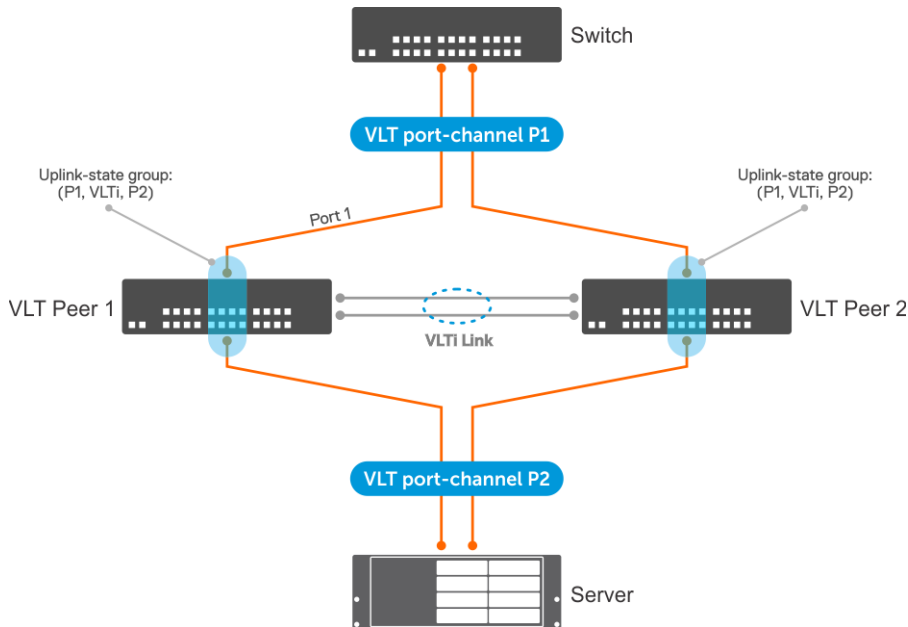 Switch
VLT port-channel P1
Uplink-state group:
(P1, VLTi, P2)
Uplink-state group:
(P1, VLTi, P2)
Port 1
VLT Peer 1
VLTi Link
VLT Peer 2
VLT port-channel P2
Server